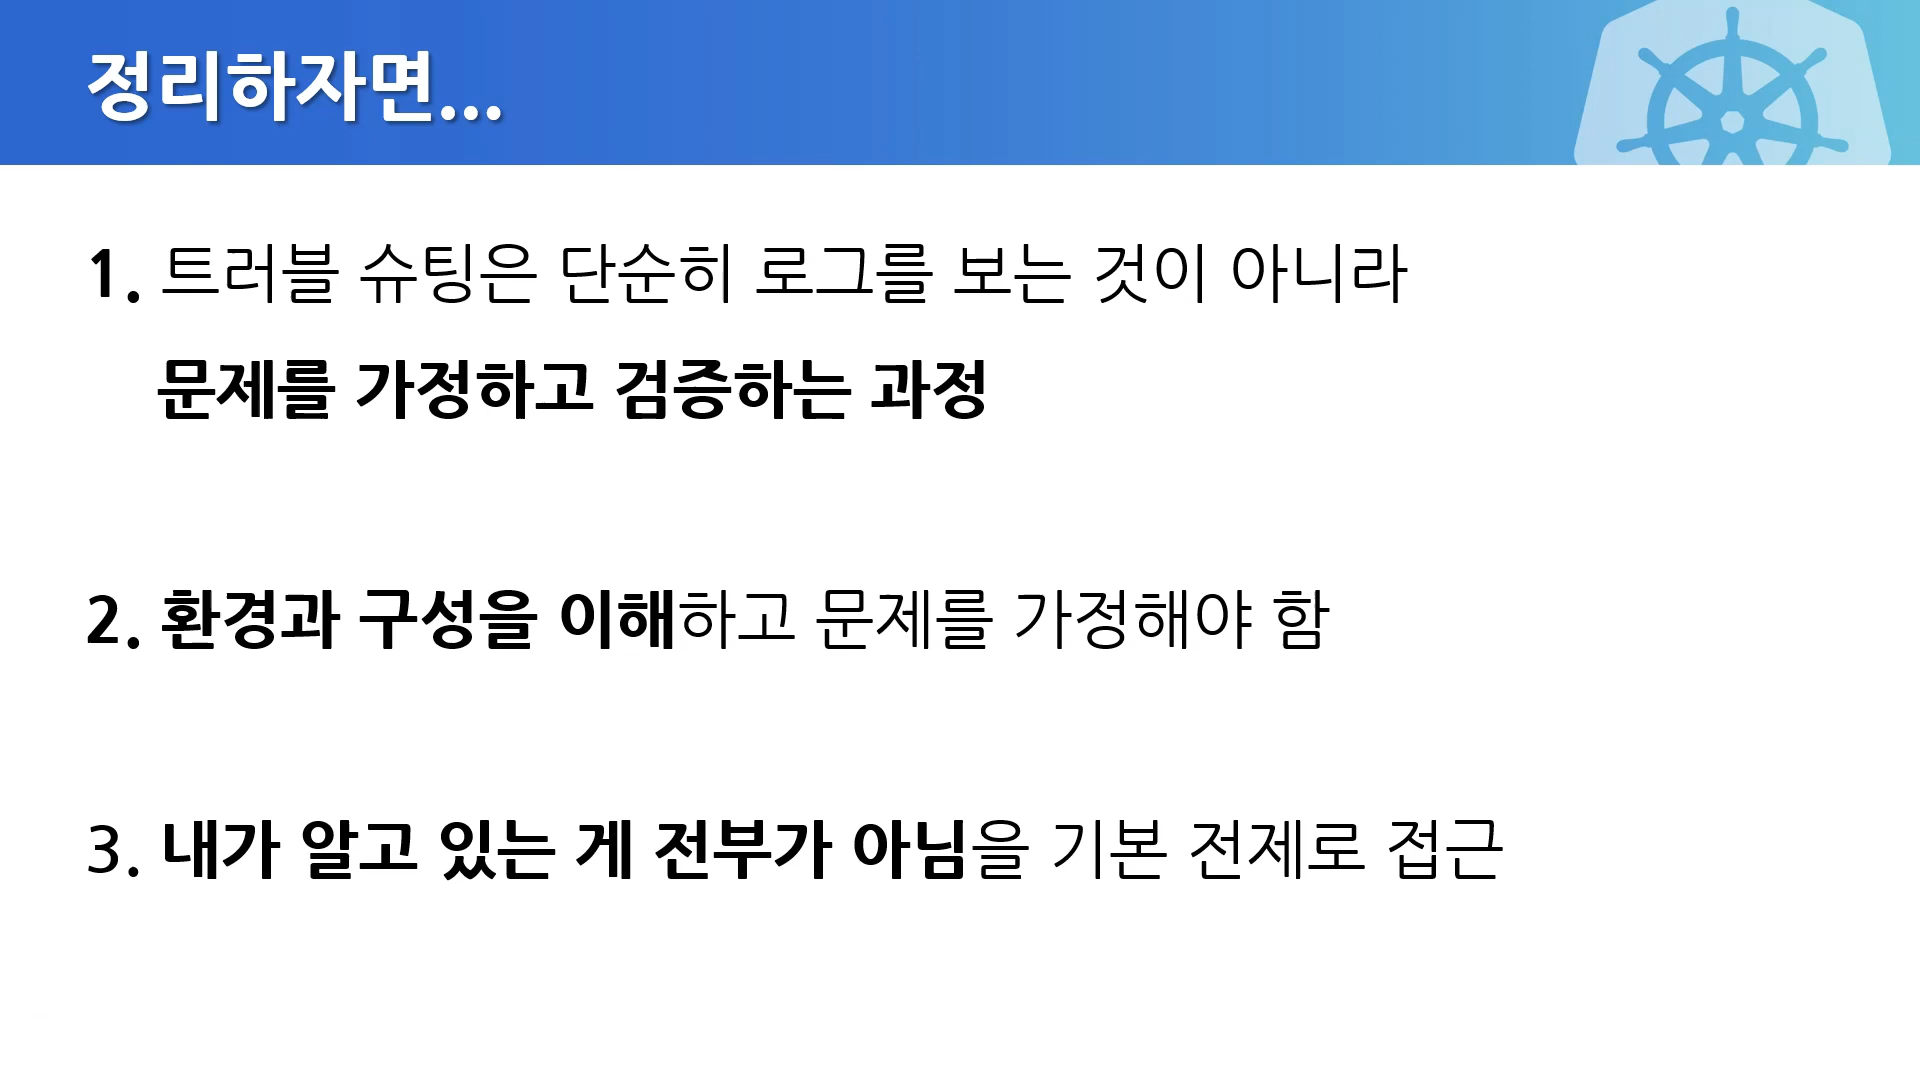 정리하자면...
1. 트러블 슈팅은 단순히 로그를 보는 것이 아니라
문제를 가정하고 검증하는 과정
2. 환경과 구성을 이해하고 문제를 가정해야 함
3. 내가 알고 있는 게 전부가 아님을 기본 전제로 접근